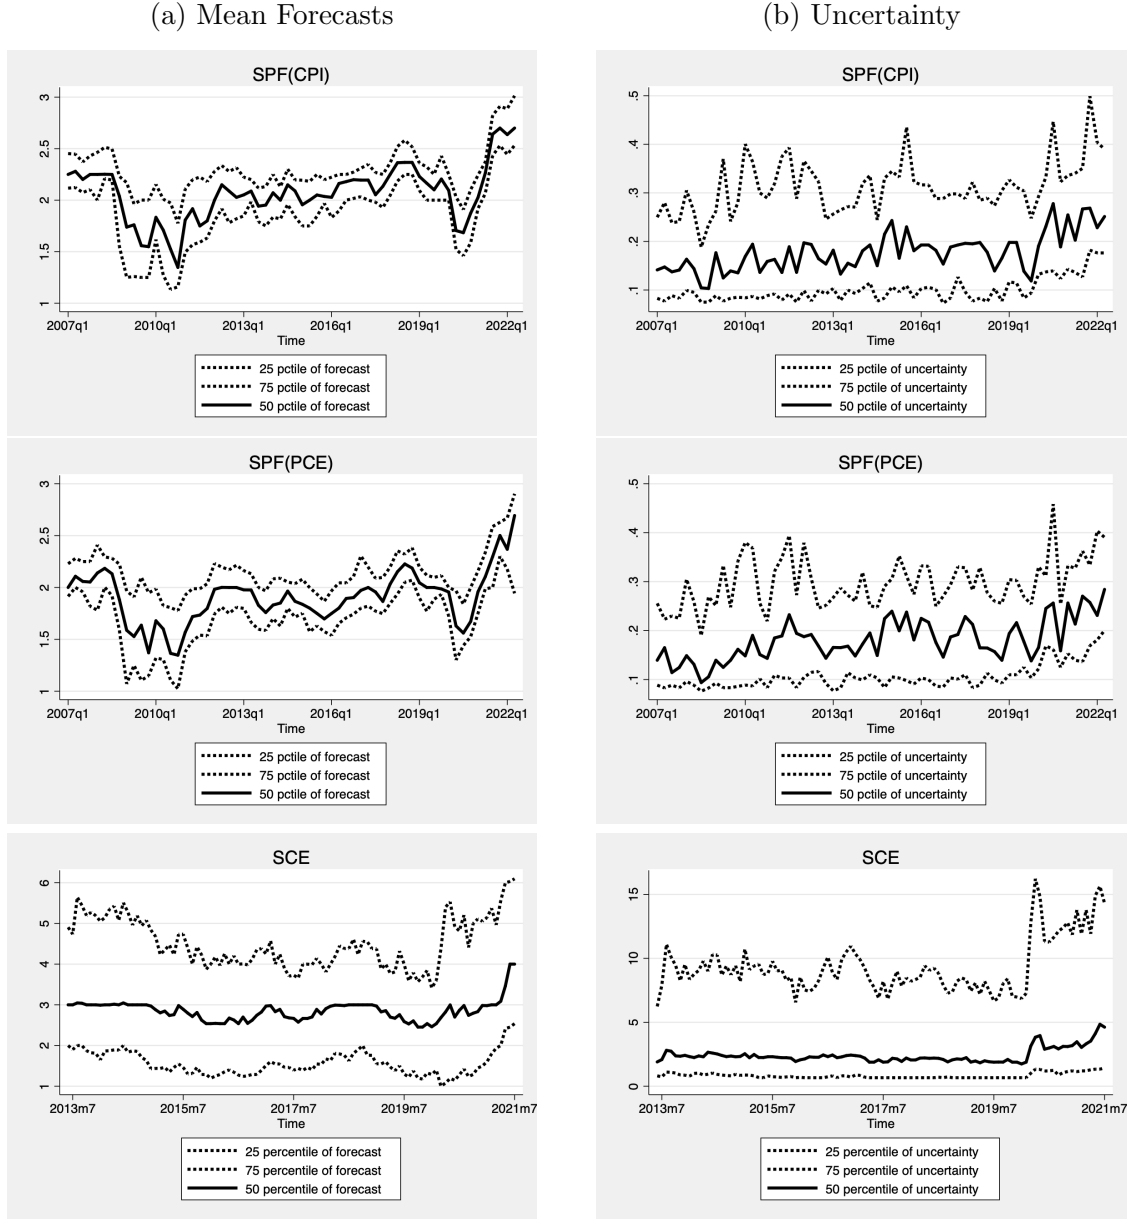 (a) Mean Forecasts
(b) Uncertainty
SPF(CPI)
3
2.5
2
1.5
1
2007q1 2010q1 2013q1 2016q1 2019q1 2022q1
Time
25 pctile of forecast
75 pctile of forecast
50 pctile of forecast
SPF(CPI)
.5
.4
.3
.2
.1
2007q1 2010q1 2013q1 2016q1 2019q1 2022q1
Time
25 pctile of uncertainty
75 pctile of uncertainty
50 pctile of uncertainty
SPF(PCE)
3
2.5
2
1.5
1
2007q1 2010q1 2013q1 2016q1 2019q1 2022q1
Time
25 pctile of forecast
75 pctile of forecast
50 pctile of forecast
SPF(PCE)
.5
.4
.3
.2
.1
2007q1 2010q1 2013q1 2016q1 2019q1 2022q1
Time
25 pctile of uncertainty
75 pctile of uncertainty
50 pctile of uncertainty
SCE
6
5
4
3
2
1
2013m7 2015m7 2017m7 2019m7 2021m7
Time
25 percentile of forecast
75 percentile of forecast
50 percentile of forecast
SCE
15
10
5
0
2013m7 2015m7 2017m7 2019m7 2021m7
Time
25 percentile of uncertainty
75 percentile of uncertainty
50 percentile of uncertainty